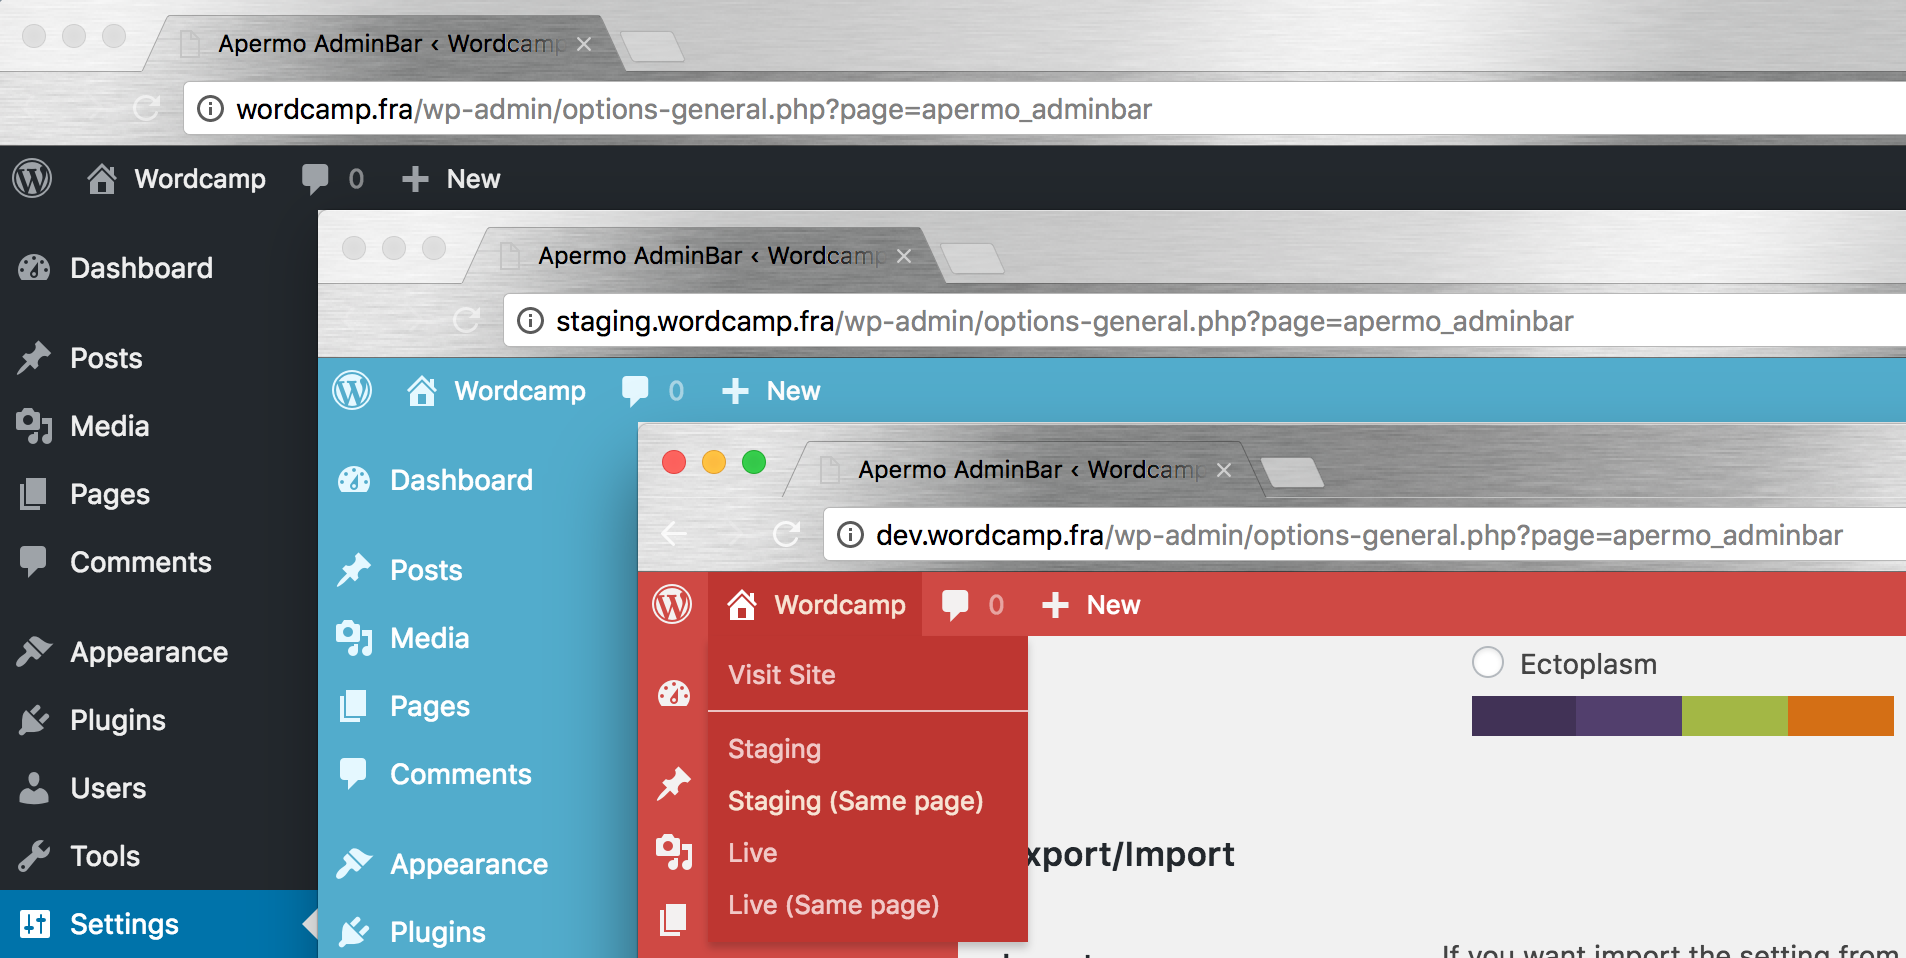 Apermo AdminBar ‹ Wordcamp
wordcamp.fra/wp-admin/options-general.php?page=apermo_adminbar
Wordcamp 0 New
Dashboard
Posts
Media
Pages
Comments
Appearance
Plugins
Users
Tools
Settings
Apermo AdminBar ‹ Wordcamp
staging.wordcamp.fra/wp-admin/options-general.php?page=apermo_adminbar
Wordcamp 0 New
Dashboard
Posts
Media
Pages
Comments
Appearance
Plugins
Apermo AdminBar ‹ Wordcamp
dev.wordcamp.fra/wp-admin/options-general.php?page=apermo_adminbar
Wordcamp 0 New
Visit Site
Staging
Staging (Same page)
Live
Live (Same page)
Ectoplasm
xport/Import
If you want import the setting from